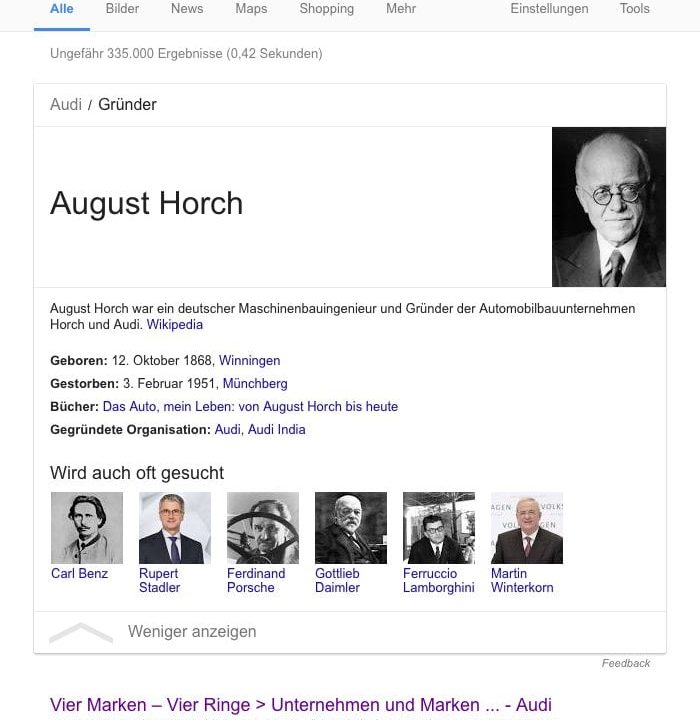 Alle Bilder News Maps Shopping Mehr Einstellungen Tools
Ungefähr 335.000 Ergebnisse (0,42 Sekunden)
Audi / Gründer
August Horch
August Horch war ein deutscher Maschinenbauingenieur und Gründer der Automobilbauunternehmen
Horch und Audi. Wikipedia
Geboren: 12. Oktober 1868, Winningen
Gestorben: 3. Februar 1951, Münchberg
Bücher: Das Auto, mein Leben: von August Horch bis heute
Gegründete Organisation: Audi, Audi India
Wird auch oft gesucht
Carl Benz
Rupert
Stadler
Ferdinand
Porsche
Gottlieb
Daimler
Ferruccio
Lamborghini
Martin
Winterkorn
Weniger anzeigen
Feedback
Vier Marken – Vier Ringe > Unternehmen und Marken ... - Audi